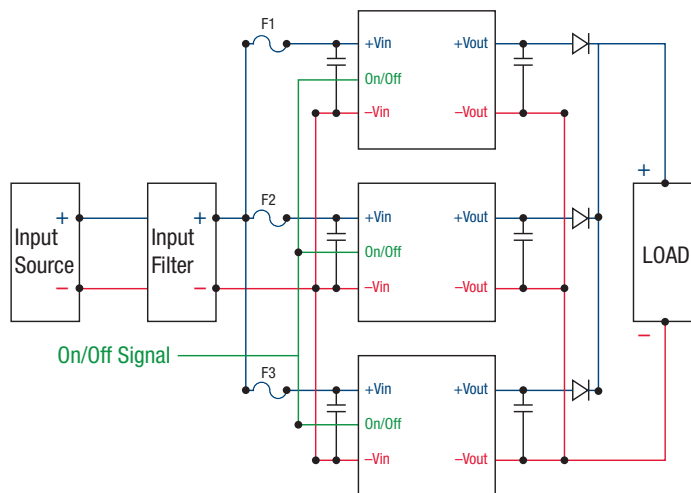 F1
+Vin
+Vout
On/Off
−Vin
−Vout
+
Input
Source
+
−
Input
Filter
+
−
F2
+Vin
+Vout
On/Off
−Vin
−Vout
LOAD
−
On/Off Signal
F3
+Vin
+Vout
On/Off
−Vin
−Vout